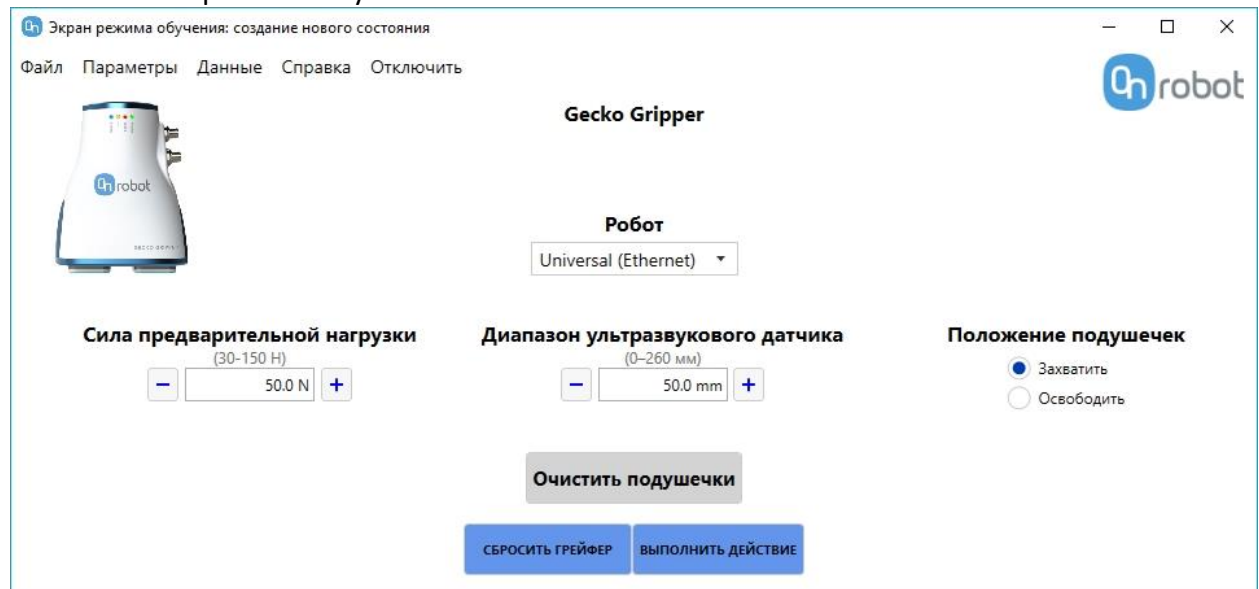 Экран режима обучения: создание нового состояния
Файл Параметры Данные Справка Отключить
On robot
Gecko Gripper
On robot
Робот
Universal (Ethernet)
Сила предварительной нагрузки
(30-150 Н)
50.0 N
Диапазон ультразвукового датчика
(0–260 мм)
50.0 mm
Положение подушечек
Захватить
Освободить
Очистить подушечки
СБРОСИТЬ ГРЕЙФЕР
ВЫПОЛНИТЬ ДЕЙСТВИЕ